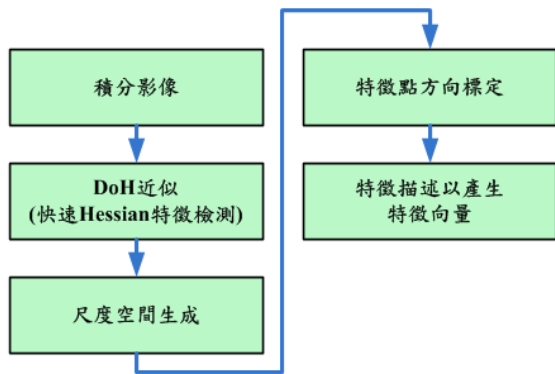 積分影像
DoH近似
(快速Hessian特徵檢測)
尺度空間生成
特徵點方向標定
特徵描述以產生
特徵向量